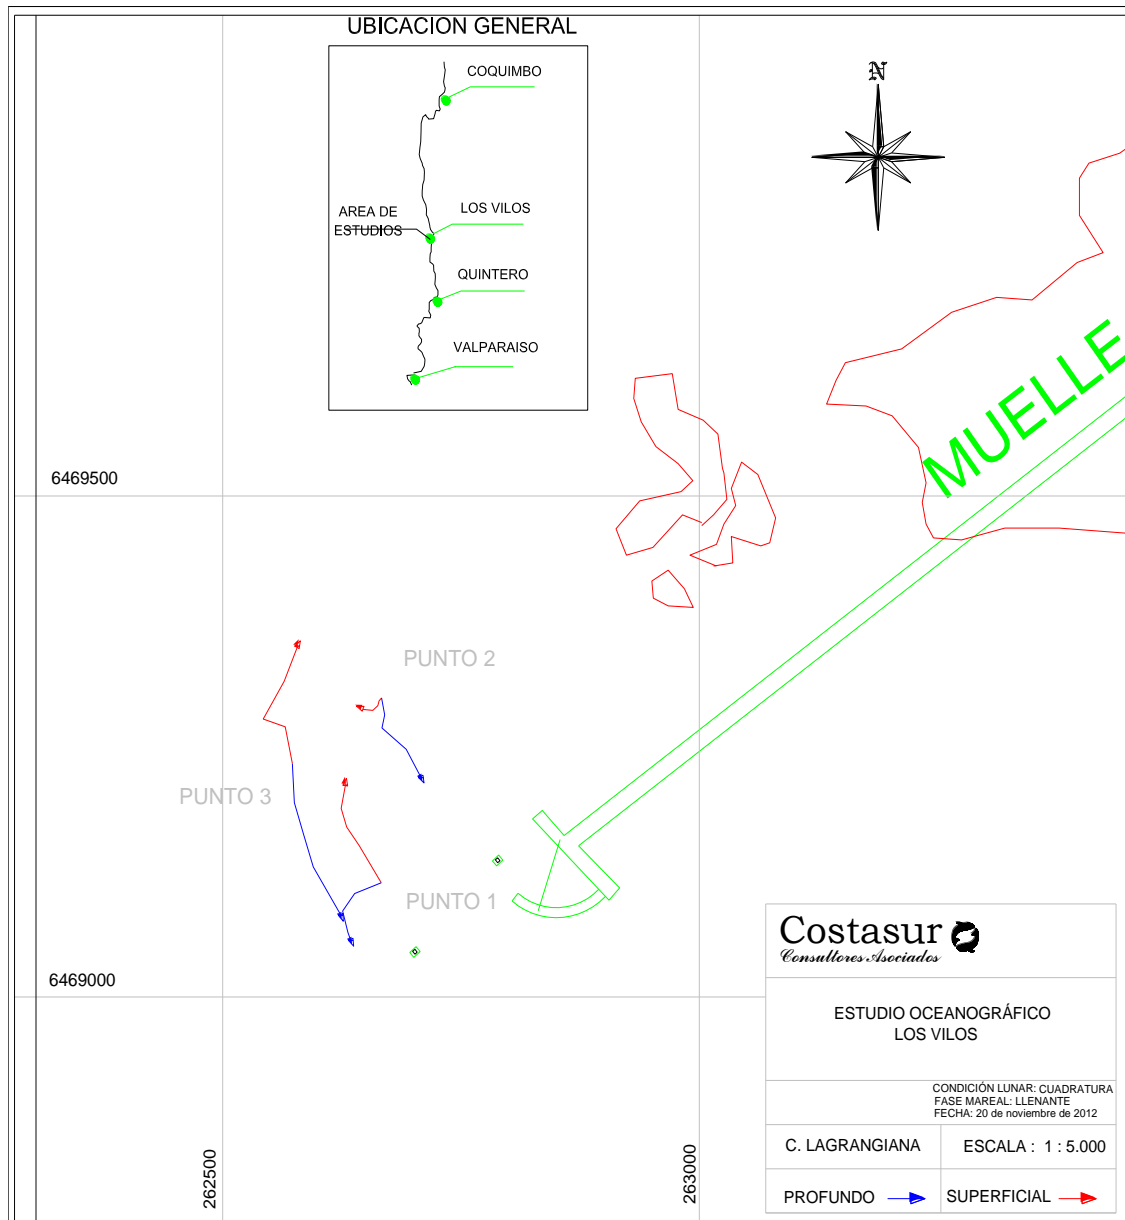 UBICACION GENERAL
N
COQUIMBO
AREA DE
ESTUDIOS
LOS VILOS
QUINTERO
VALPARAISO
MUELLE
6469500
PUNTO 2
PUNTO 3
PUNTO 1
6469000
262500
263000
Costasur
Consultores Asociados
ESTUDIO OCEANOGRÁFICO
LOS VILOS
CONDICIÓN LUNAR: CUADRATURA
FASE MAREAL: LLENANTE
FECHA: 20 de noviembre de 2012
C. LAGRANGIANA
ESCALA : 1 : 5.000
PROFUNDO
SUPERFICIAL